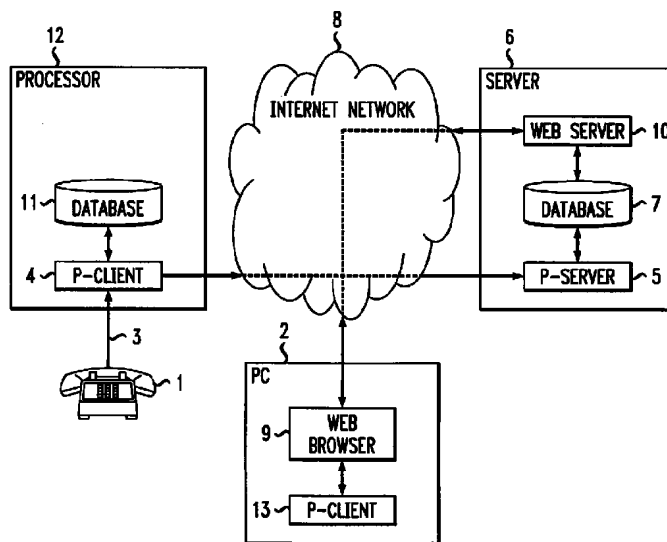 12
PROCESSOR
11
DATABASE
4
P-CLIENT
3
1
8
INTERNET NETWORK
6
SERVER
WEB SERVER
10
DATABASE
7
P-SERVER
5
2
PC
9
WEB
BROWSER
13
P-CLIENT